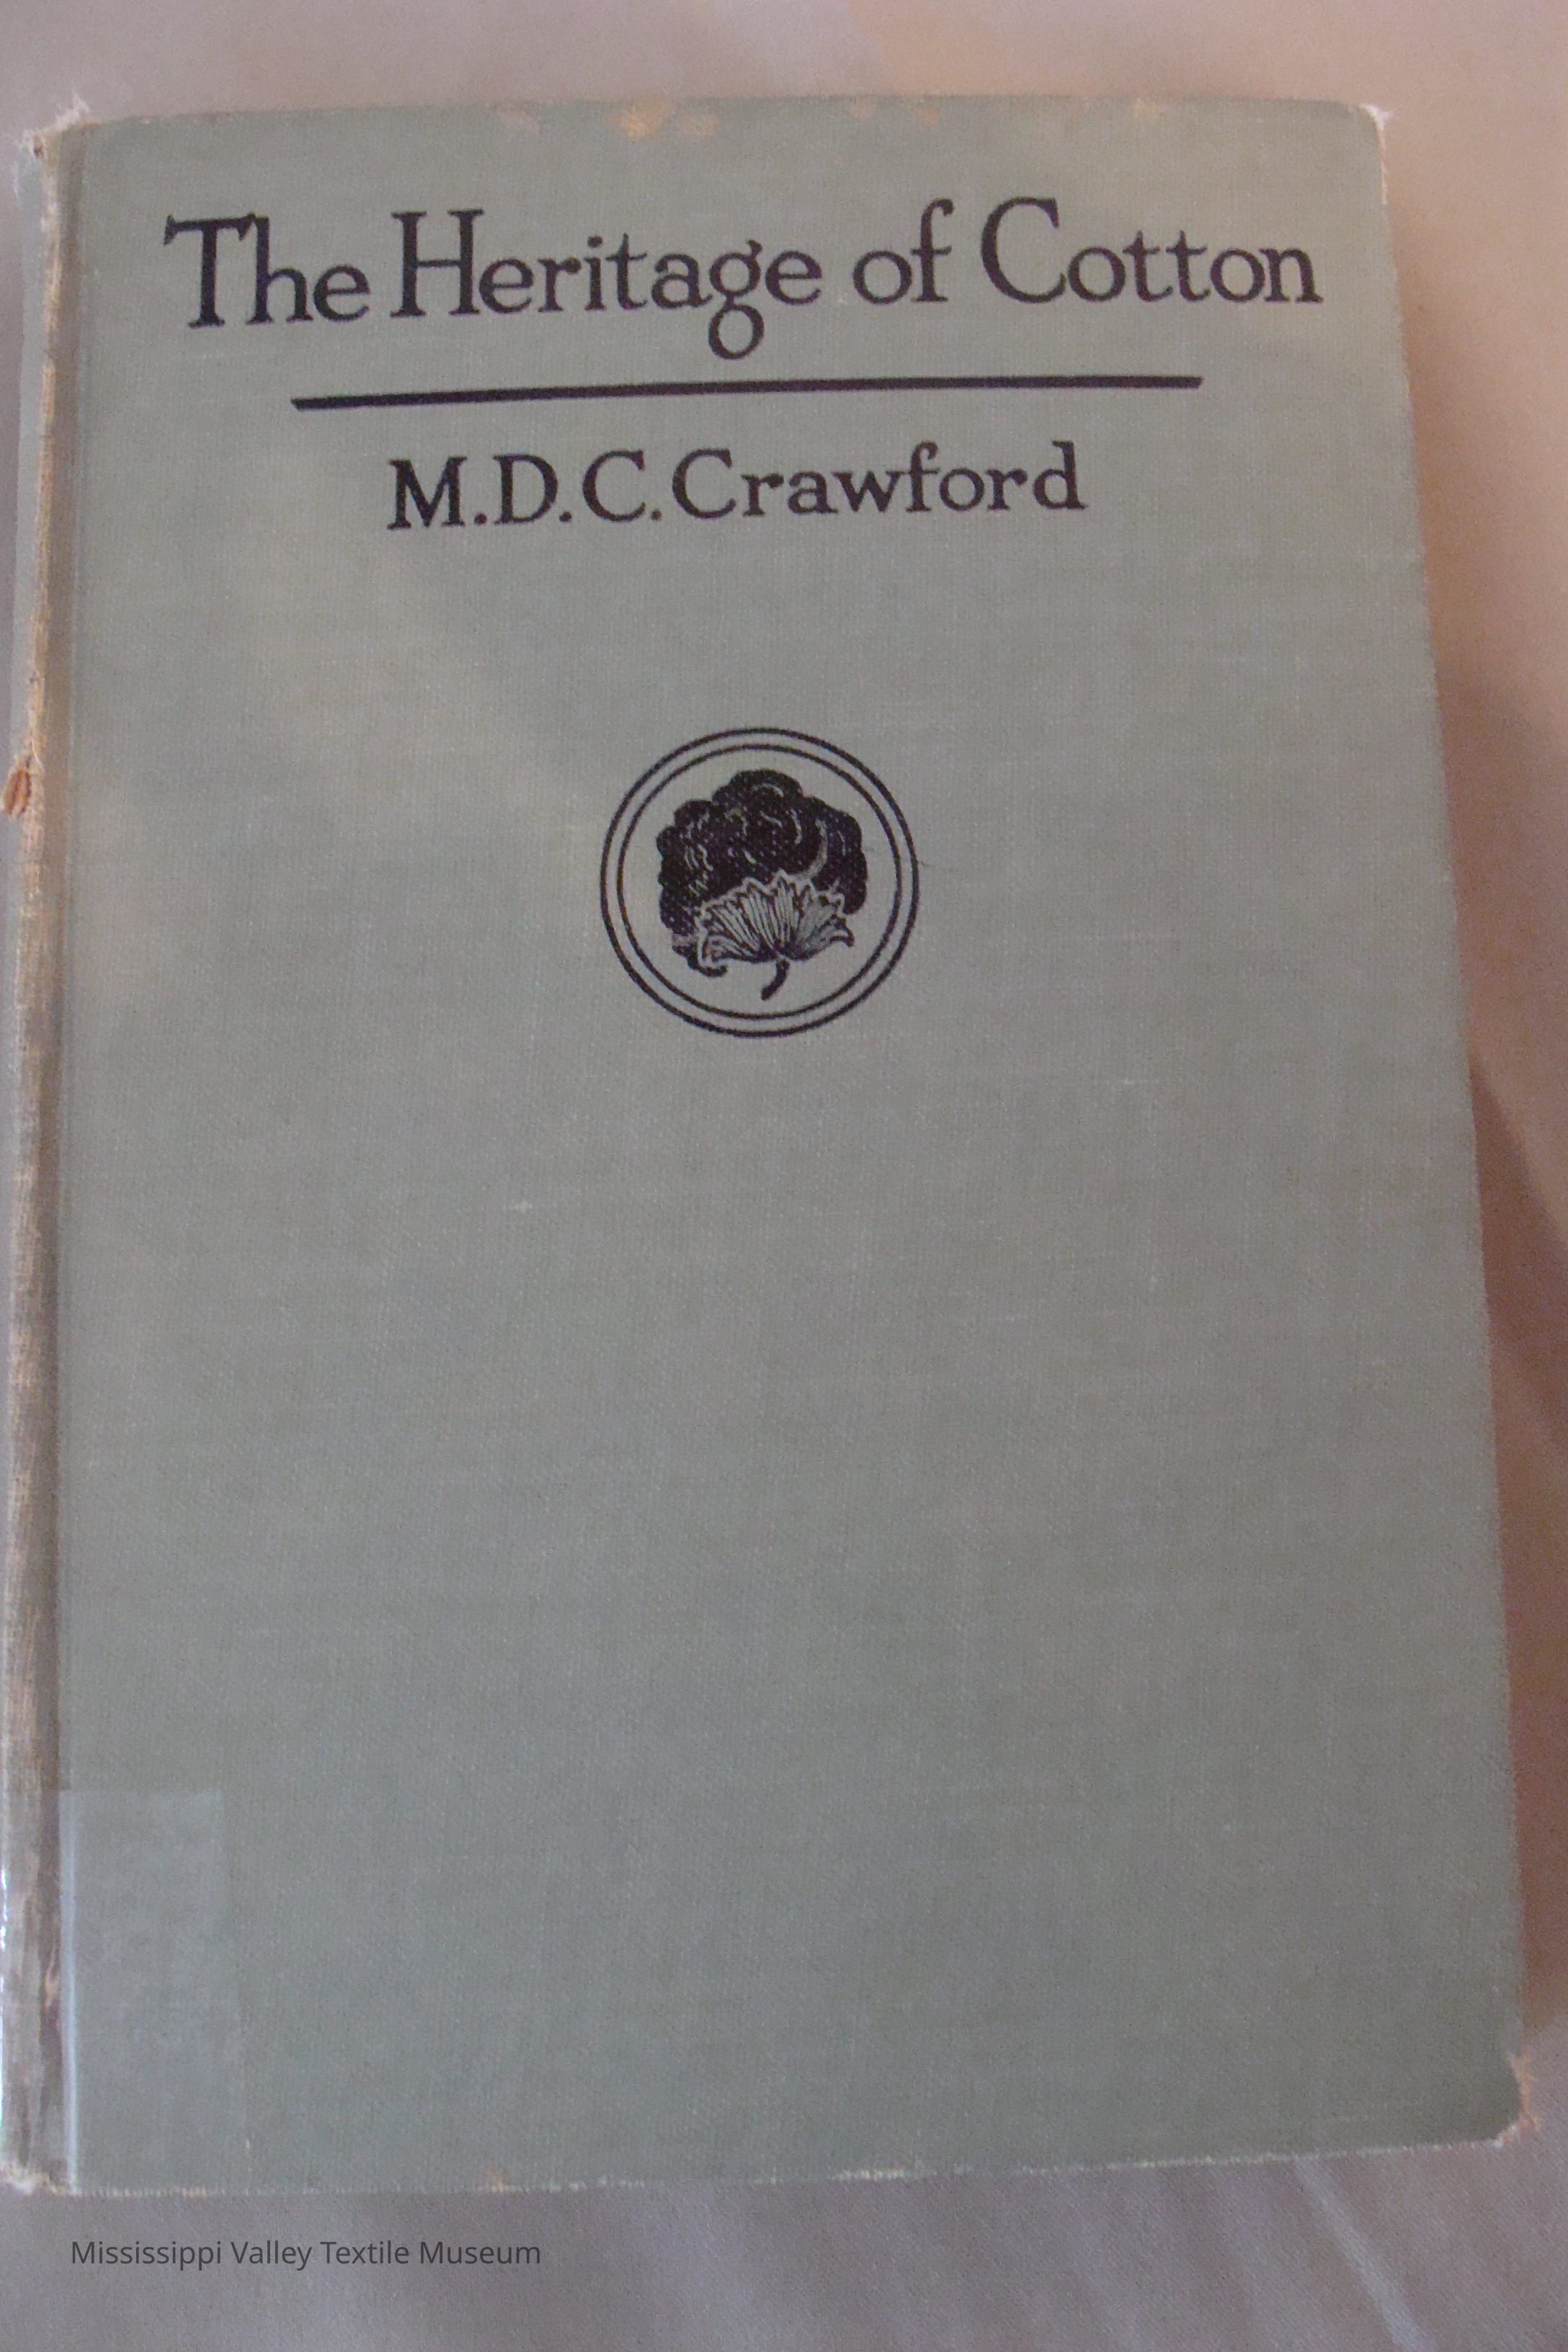 The Heritage of Cotton
M.D.C. Crawford
Mississippi Valley Textile Museum